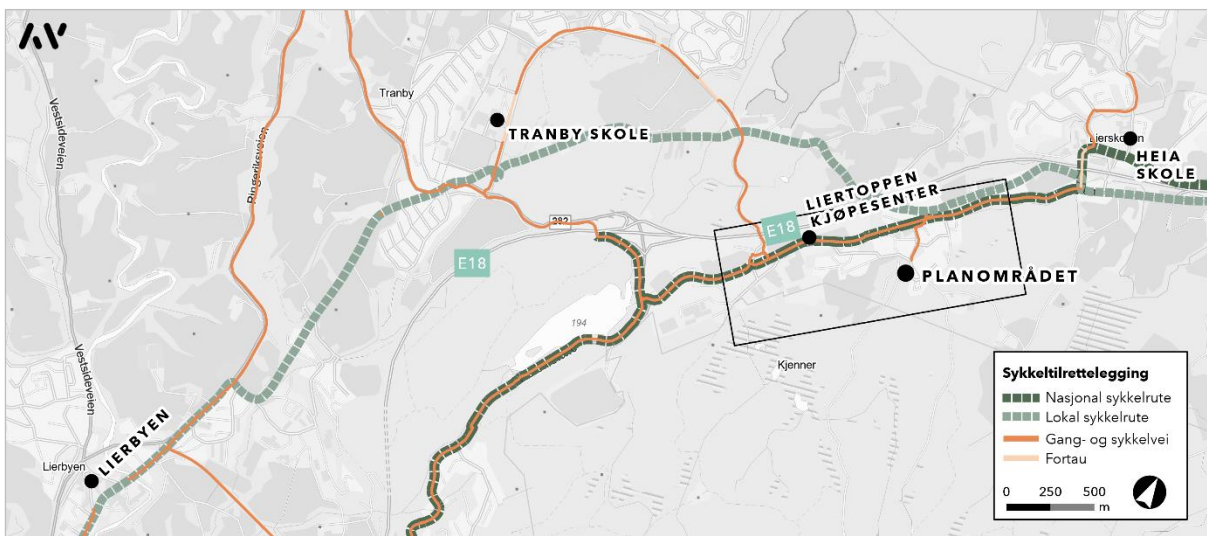 AV
Vestsideveien
Ringeriksveien
Tranby
TRANBY SKOLE
Lierskogen
HEIA
SKOLE
LIERTOPPEN
KJØPESENTER
E18
282
E18
PLANOMRÅDET
194
Kjenner
Vestsideveien
LIERBYEN
Lierbyen
Sykkeltilrettelegging
Nasjonal sykkelrute
Lokal sykkelrute
Gang- og sykkelvei
Fortau
0 250 500
m